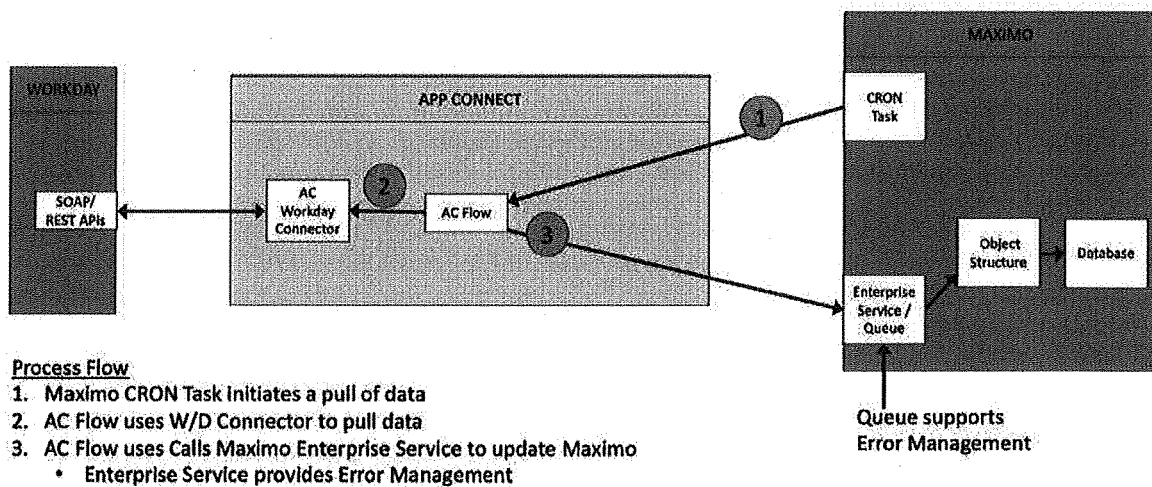 MAXIMO
WORKDAY
APP CONNECT
CRON
Task
1
SOAP/
REST APIs
AC
Workday
Connector
2
AC Flow
3
Object
Structure
Database
Enterprise
Service /
Queue
Process Flow
1. Maximo CRON Task initiates a pull of data
2. AC Flow uses W/D Connector to pull data
3. AC Flow uses Calls Maximo Enterprise Service to update Maximo
• Enterprise Service provides Error Management
Queue supports
Error Management